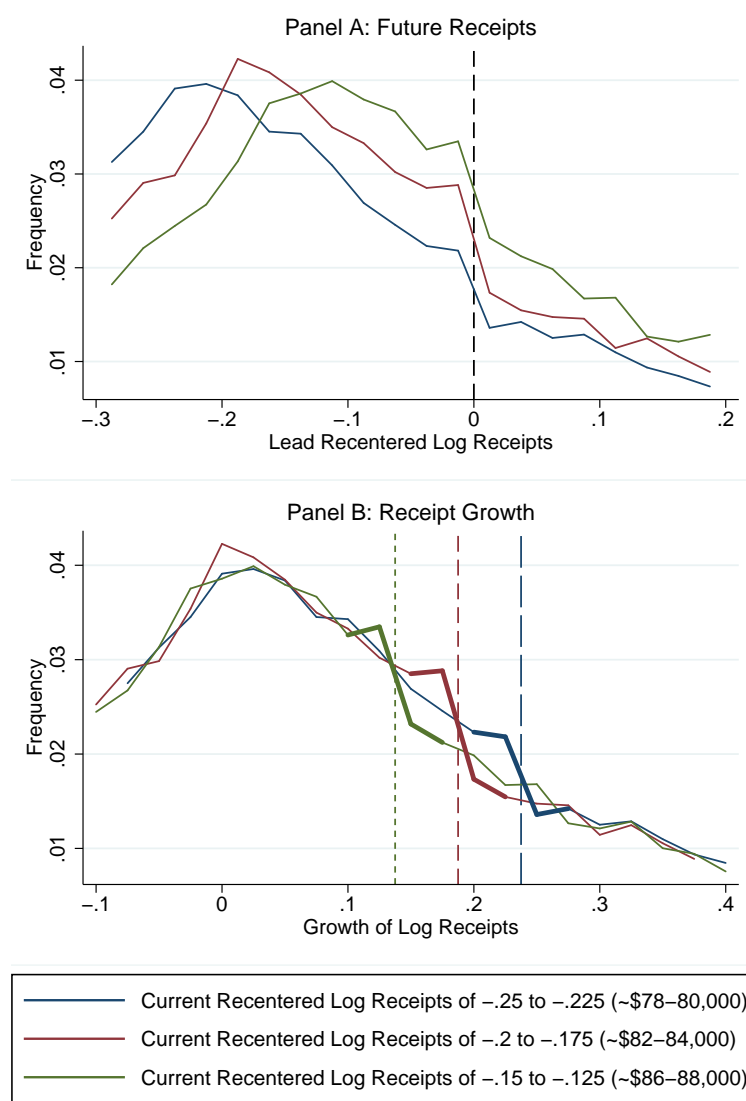 Panel A: Future Receipts
.04
.03
.02
.01
Frequency
−.3 −.2 −.1 0 .1 .2
Lead Recentered Log Receipts
Panel B: Receipt Growth
.04
.03
.02
.01
Frequency
−.1 0 .1 .2 .3 .4
Growth of Log Receipts
Current Recentered Log Receipts of −.25 to −.225 (~$78−80,000)
Current Recentered Log Receipts of −.2 to −.175 (~$82−84,000)
Current Recentered Log Receipts of −.15 to −.125 (~$86−88,000)